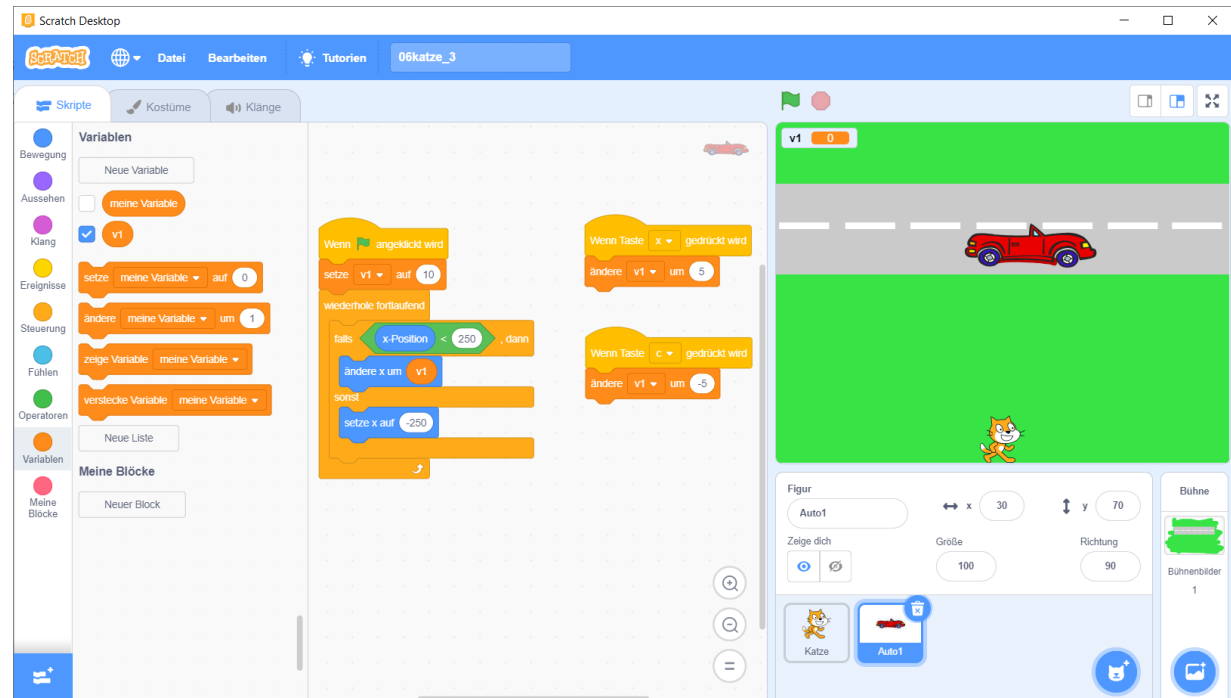 Scratch Desktop
SCRATCH
Datei
Bearbeiten
Tutorien
06katze_3
Skripte
Kostüme
Klänge
Bewegung
Aussehen
Klang
Ereignisse
Steuerung
Fühlen
Operatoren
Variablen
Meine
Blöcke
Variablen
Neue Variable
meine Variable
v1
setze meine Variable auf 0
ändere meine Variable um 1
zeige Variable meine Variable
verstecke Variable meine Variable
Neue Liste
Meine Blöcke
Neuer Block
Wenn angeklickt wird
setze v1 auf 10
wiederhole fortlaufend
falls x-Position < 250 , dann
ändere x um v1
sonst
setze x auf -250
Wenn Taste x gedrückt wird
ändere v1 um 5
Wenn Taste c gedrückt wird
ändere v1 um -5
v1 0
Figur
Auto1
x 30
y 70
Zeige dich
Größe
100
Richtung
90
Katze
Auto1
Bühne
Bühnenbilder
1